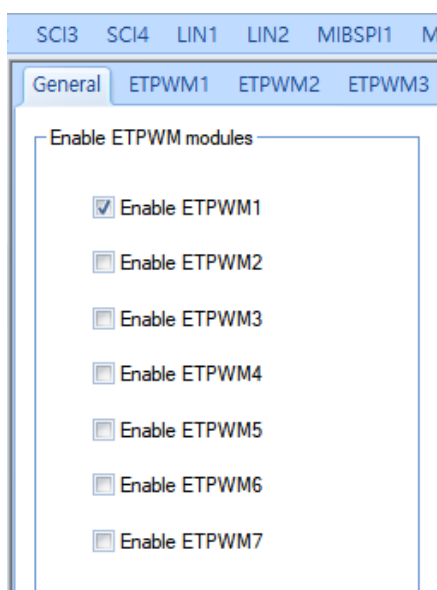 SCI3 SCI4 LIN1 LIN2 MIBSPI1 M
General ETPWM1 ETPWM2 ETPWM3
Enable ETPWM modules
Enable ETPWM1
Enable ETPWM2
Enable ETPWM3
Enable ETPWM4
Enable ETPWM5
Enable ETPWM6
Enable ETPWM7